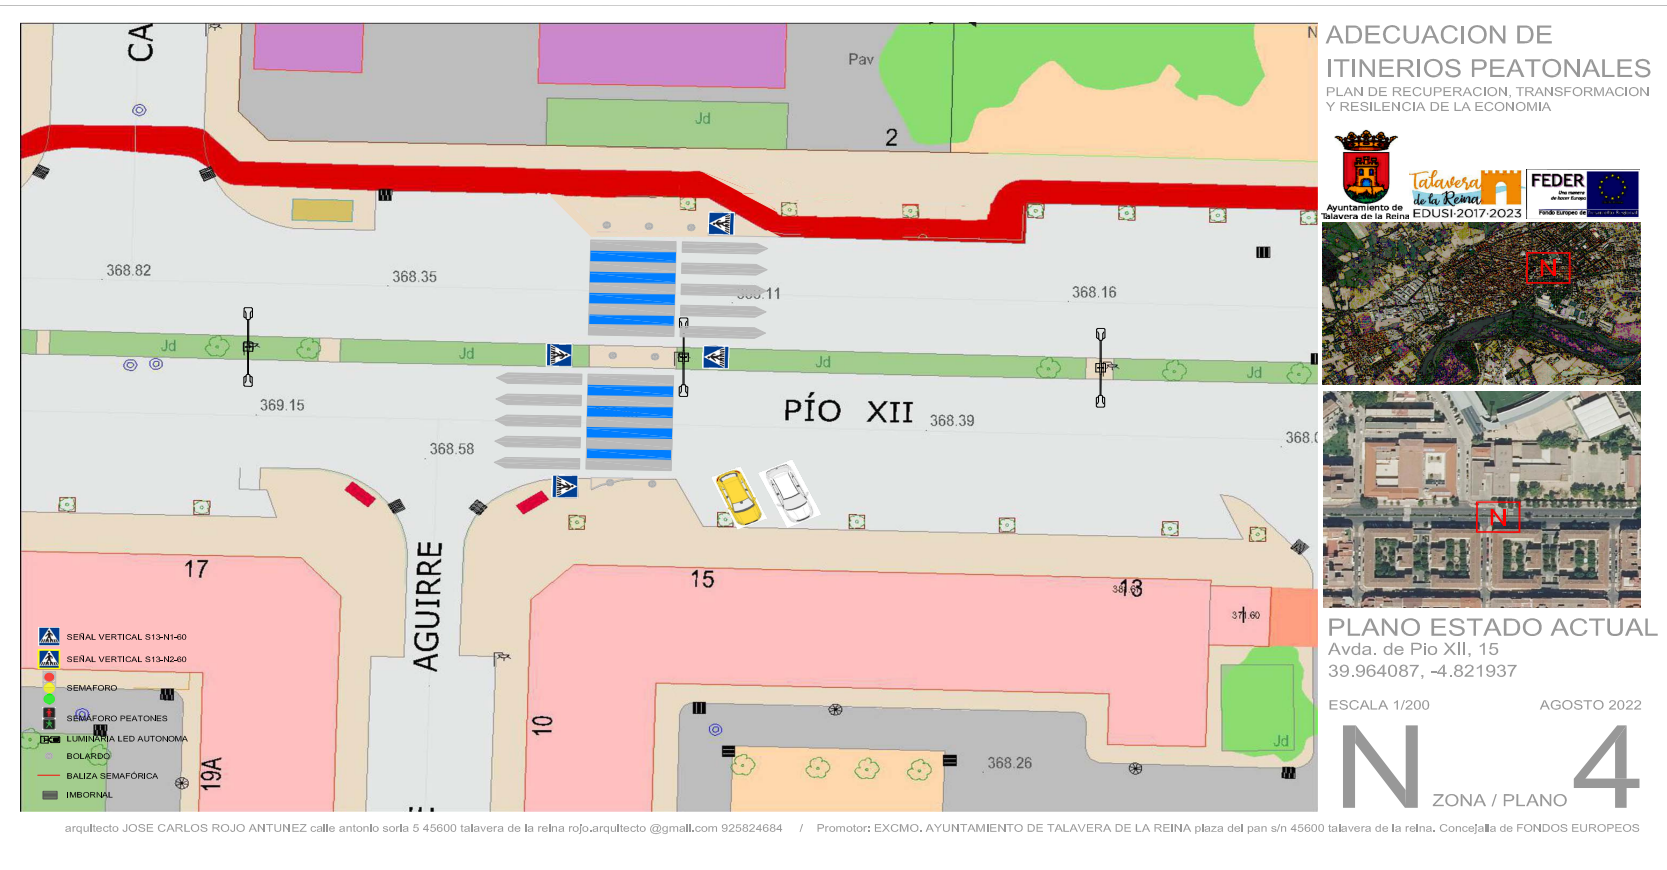 CA
Pav
Jd
2
N
368.82
368.35
368.16
Jd
Jd
Jd
Jd
369.15
PÍO XII
368.39
368.58
17
15
13
371.60
AGUIRRE
10
19A
368.26
Jd
SEÑAL VERTICAL S13-N1-60
SEÑAL VERTICAL S13-N2-60
SEMAFORO
SEMAFORO PEATONES
LUMINARIA LED AUTONOMA
BOLARDO
BALIZA SEMAFÓRICA
IMBORNAL
ADECUACION DE
ITINERIOS PEATONALES
PLAN DE RECUPERACION, TRANSFORMACION
Y RESILENCIA DE LA ECONOMIA
Ayuntamiento de
Talavera de la Reina
Talavera
de la Reina
EDUSI·2017·2023
FEDER
Una manera
de hacer Europa
N
N
PLANO ESTADO ACTUAL
Avda. de Pio XII, 15
39.964087, -4.821937
ESCALA 1/200 AGOSTO 2022
N ZONA / PLANO 4
arquitecto JOSE CARLOS ROJO ANTUNEZ calle antonio soria 5 45600 talavera de la reina rojo.arquitecto @gmail.com 925824684 / Promotor: EXCMO. AYUNTAMIENTO DE TALAVERA DE LA REINA plaza del pan s/n 45600 talavera de la reina. Concejalia de FONDOS EUROPEOS